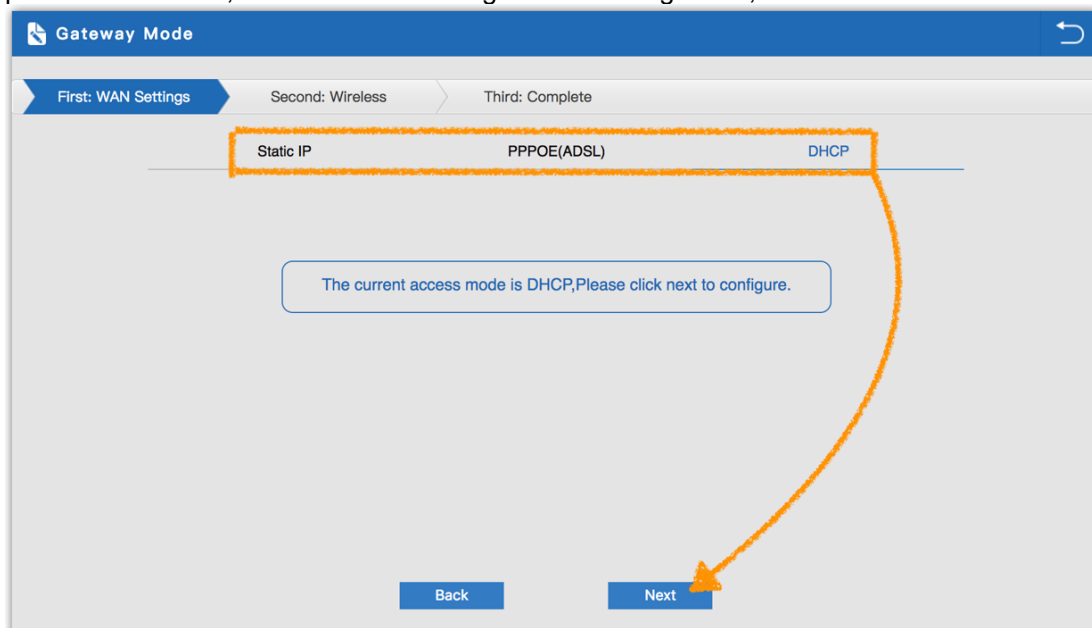 Gateway Mode
First: WAN Settings Second: Wireless Third: Complete
Static IP PPPOE(ADSL) DHCP
The current access mode is DHCP,Please click next to configure.
Back Next